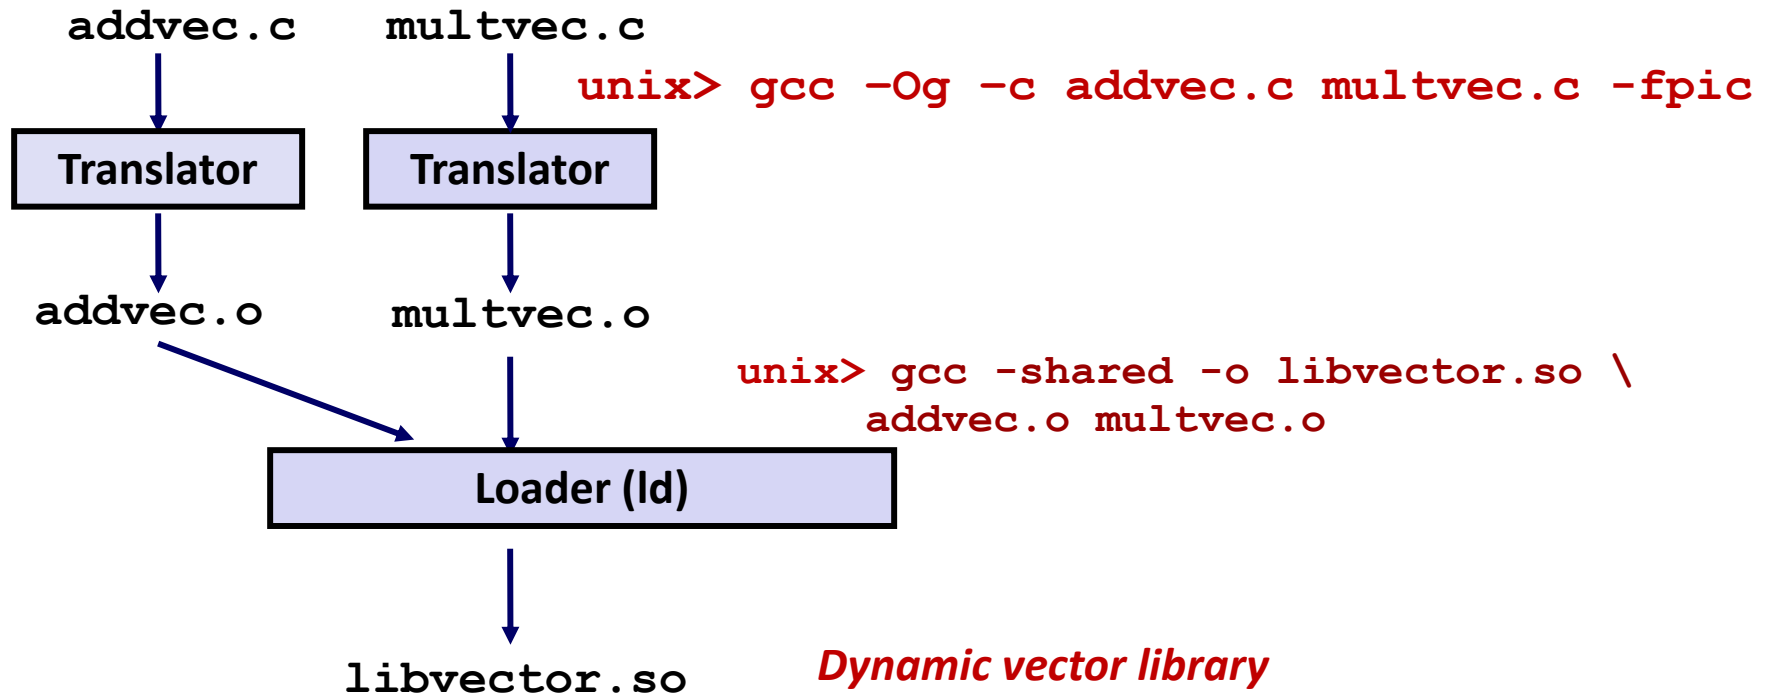 addvec.c multvec.c
unix> gcc –Og –c addvec.c multvec.c -fpic
Translator Translator
addvec.o multvec.o
unix> gcc -shared -o libvector.so \
addvec.o multvec.o
Loader (ld)
libvector.so
Dynamic vector library